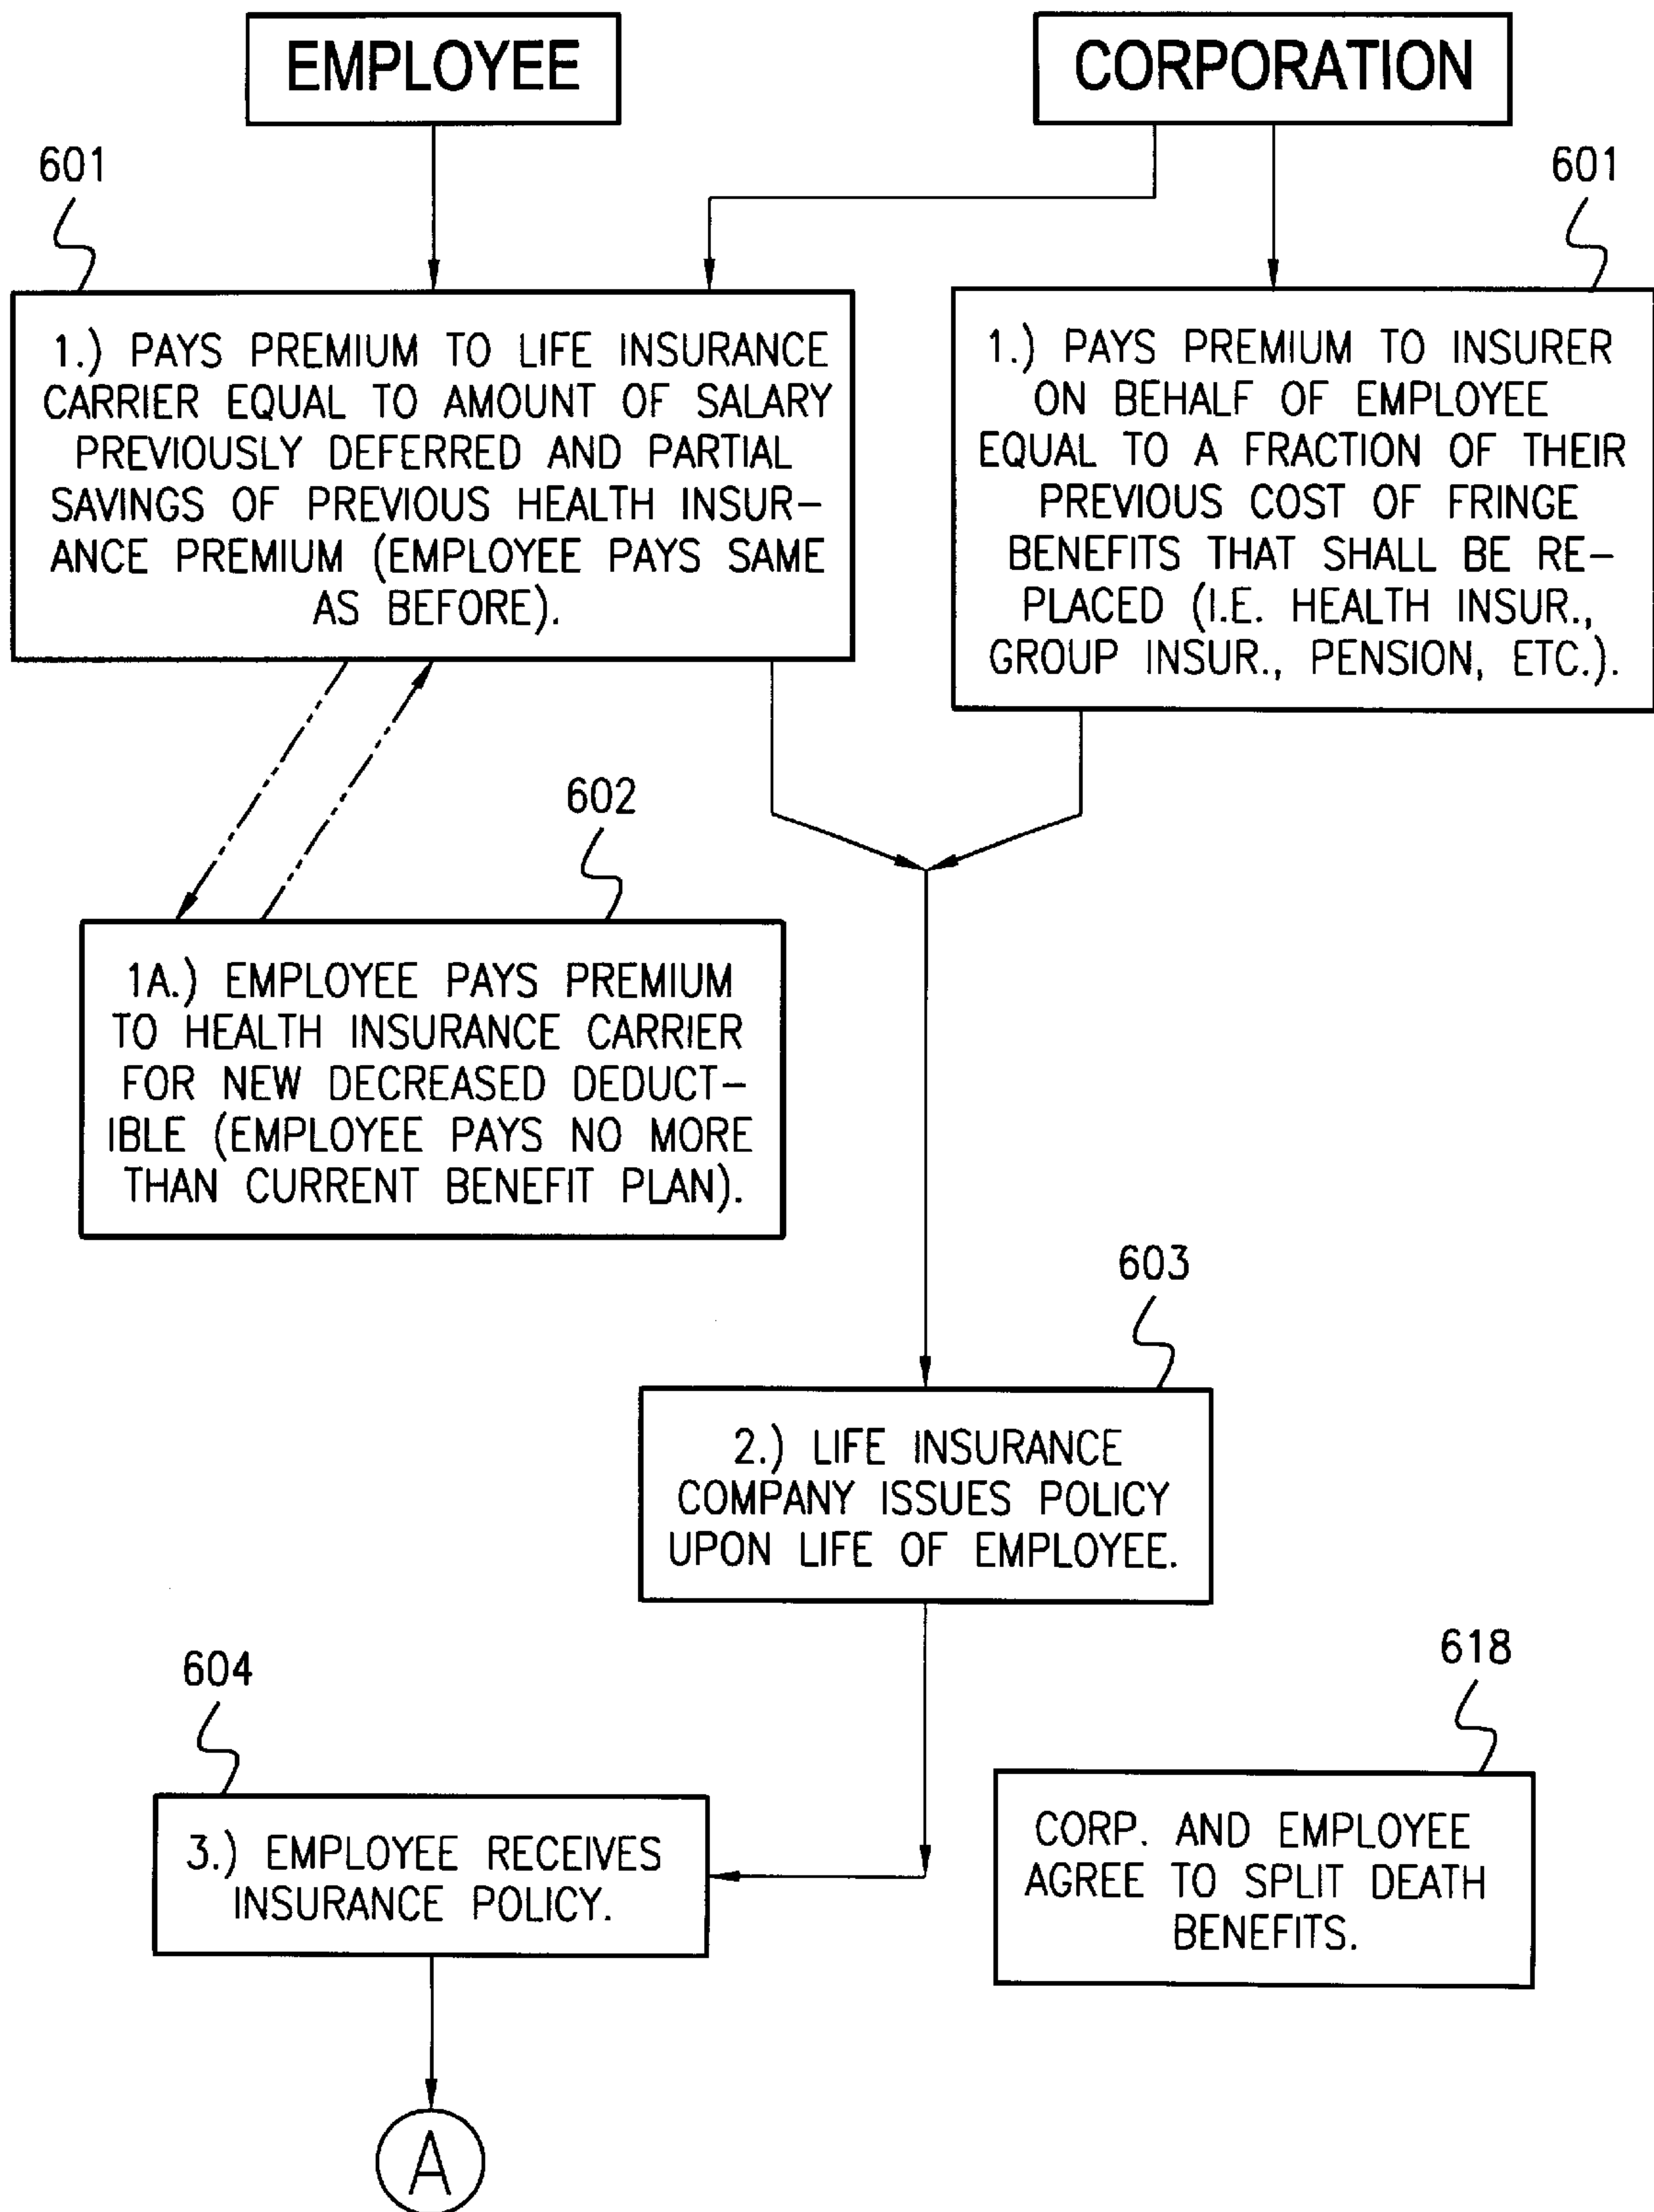 EMPLOYEE
CORPORATION
601
601
1.) PAYS PREMIUM TO LIFE INSURANCE
CARRIER EQUAL TO AMOUNT OF SALARY
PREVIOUSLY DEFERRED AND PARTIAL
SAVINGS OF PREVIOUS HEALTH INSUR-
ANCE PREMIUM (EMPLOYEE PAYS SAME
AS BEFORE).
1.) PAYS PREMIUM TO INSURER
ON BEHALF OF EMPLOYEE
EQUAL TO A FRACTION OF THEIR
PREVIOUS COST OF FRINGE
BENEFITS THAT SHALL BE RE-
PLACED (I.E. HEALTH INSUR.,
GROUP INSUR., PENSION, ETC.).
602
1A.) EMPLOYEE PAYS PREMIUM
TO HEALTH INSURANCE CARRIER
FOR NEW DECREASED DEDUCT-
IBLE (EMPLOYEE PAYS NO MORE
THAN CURRENT BENEFIT PLAN).
603
2.) LIFE INSURANCE
COMPANY ISSUES POLICY
UPON LIFE OF EMPLOYEE.
604
3.) EMPLOYEE RECEIVES
INSURANCE POLICY.
618
CORP. AND EMPLOYEE
AGREE TO SPLIT DEATH
BENEFITS.
A